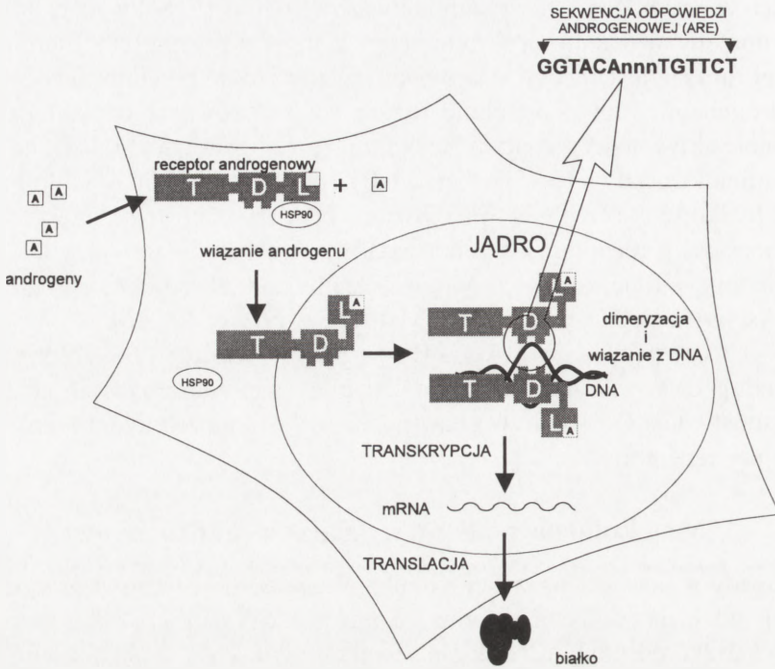 SEKWENCJA ODPOWIEDZI
ANDROGENOWEJ (ARE)
GGTACAnnnTGTTCT
receptor androgenowy
T D L + A
HSP90
A A
A
A A
androgeny
wiązanie androgenu
JĄDRO
L A
T D
HSP90
L A
T D
dimeryzacja
i
wiązanie z DNA
T D
DNA
L A
TRANSKRYPCJA
mRNA
TRANSLACJA
białko